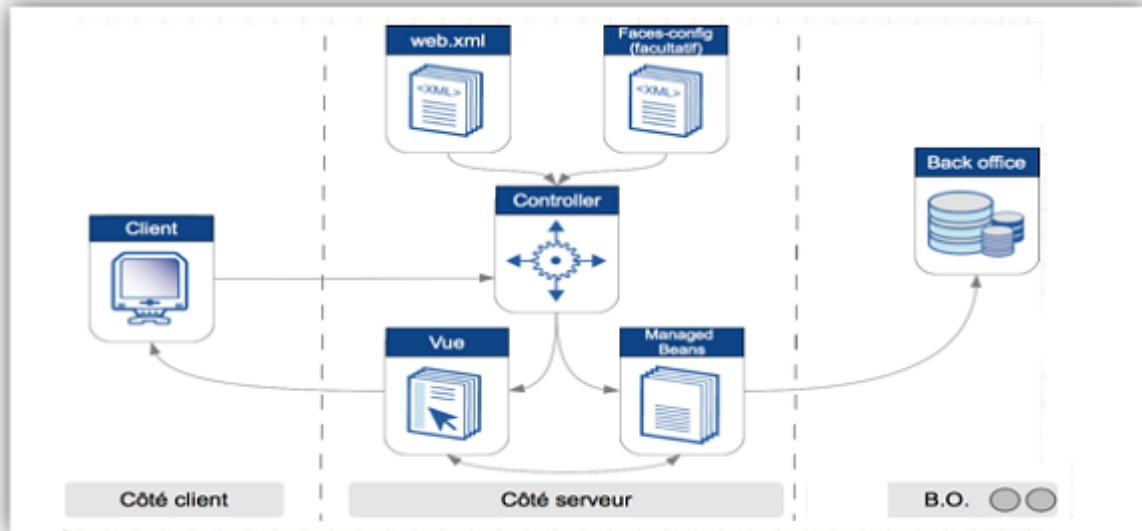 web.xml
<XML>
Faces-config
(facultatif)
<XML>
Back office
Controller
Client
Vue
Managed
Beans
Côté client
Côté serveur
B.O.